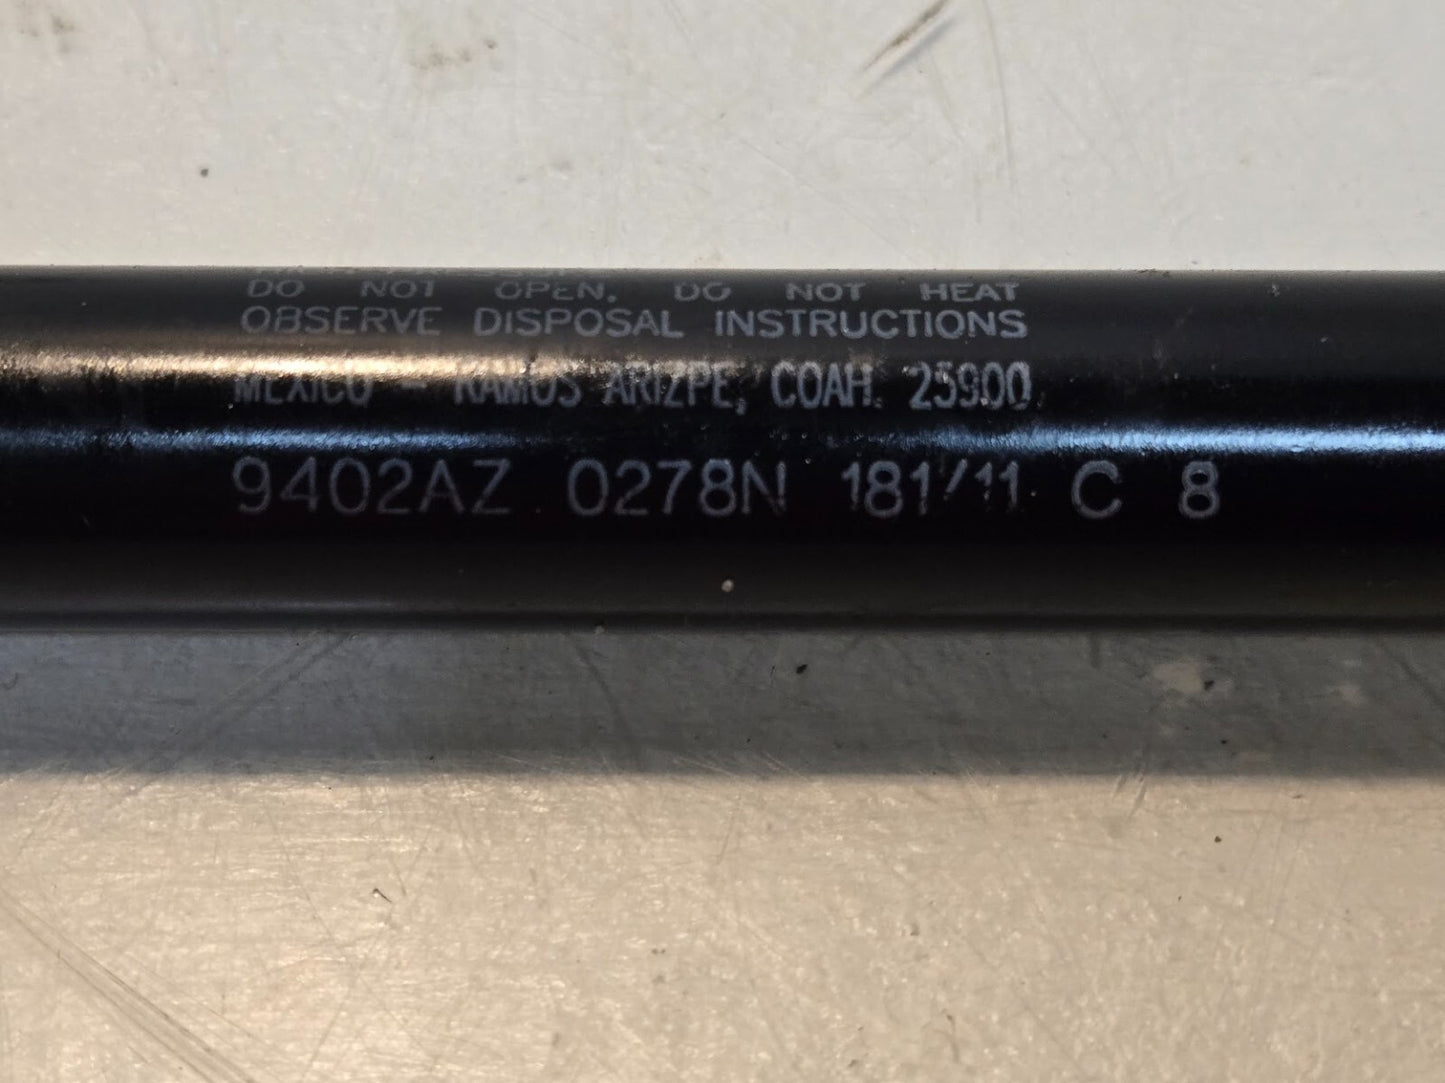 DO NOT OPEN. DO NOT HEAT
OBSERVE DISPOSAL INSTRUCTIONS
MEXICO - RAMOS ARIZPE, COAH. 25900
9402AZ 0278N 181/11 C 8